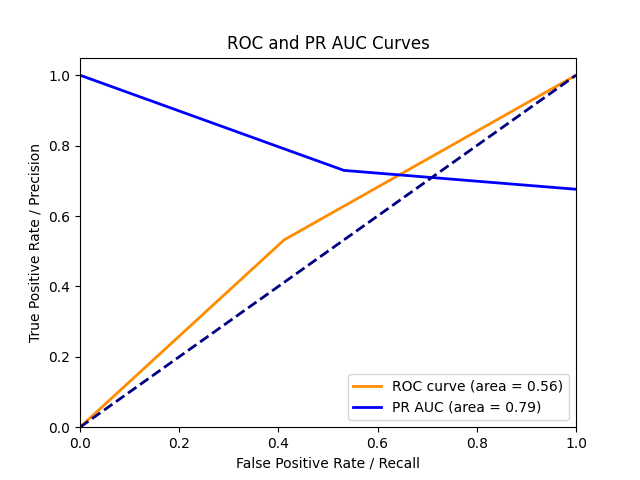 ROC and PR AUC Curves
1.0
0.8
0.6
0.4
0.2
0.0
True Positive Rate / Precision
ROC curve (area = 0.56)
PR AUC (area = 0.79)
0.0 0.2 0.4 0.6 0.8 1.0
False Positive Rate / Recall